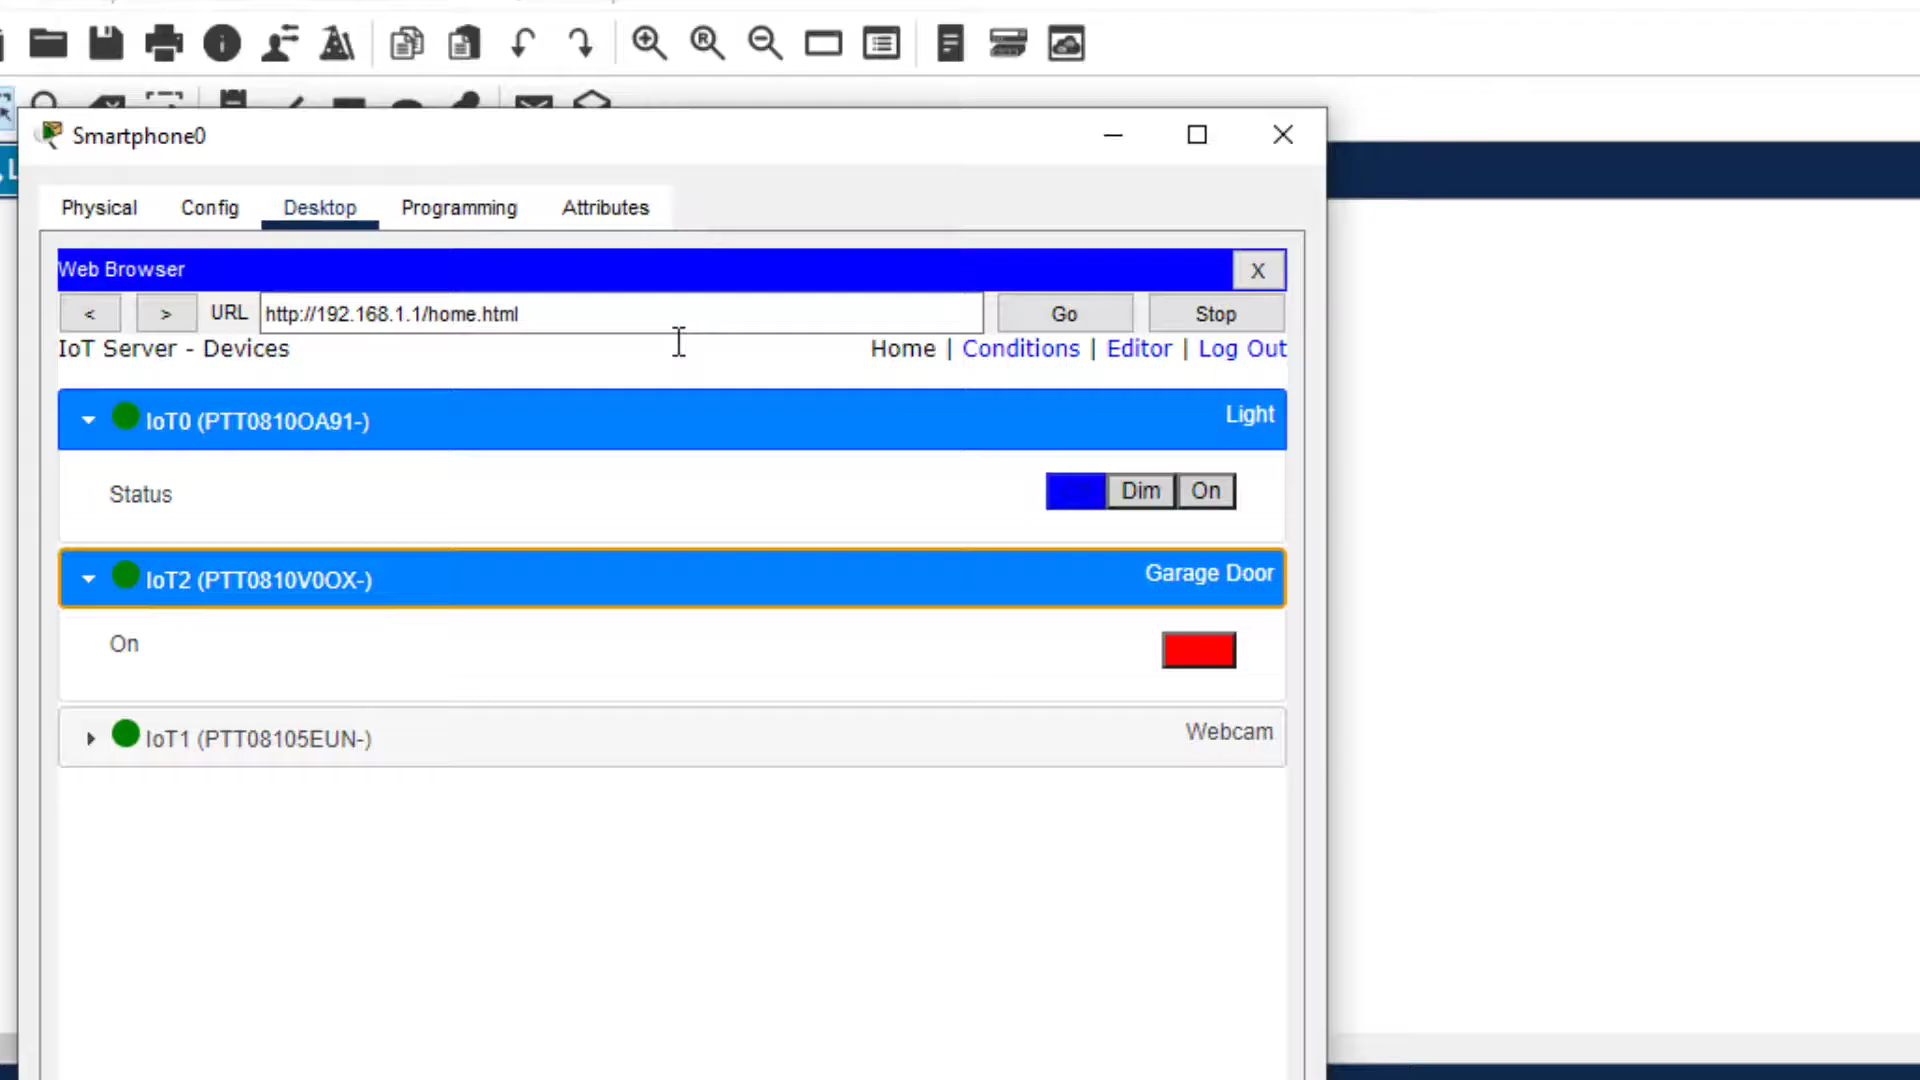 Smartphone0
Physical Config Desktop Programming Attributes
Web Browser X
< > URL http://192.168.1.1/home.html Go Stop
IoT Server - Devices Home | Conditions | Editor | Log Out
IoT0 (PTT0810OA91-) Light
Status Dim On
IoT2 (PTT0810V0OX-) Garage Door
On
IoT1 (PTT08105EUN-) Webcam